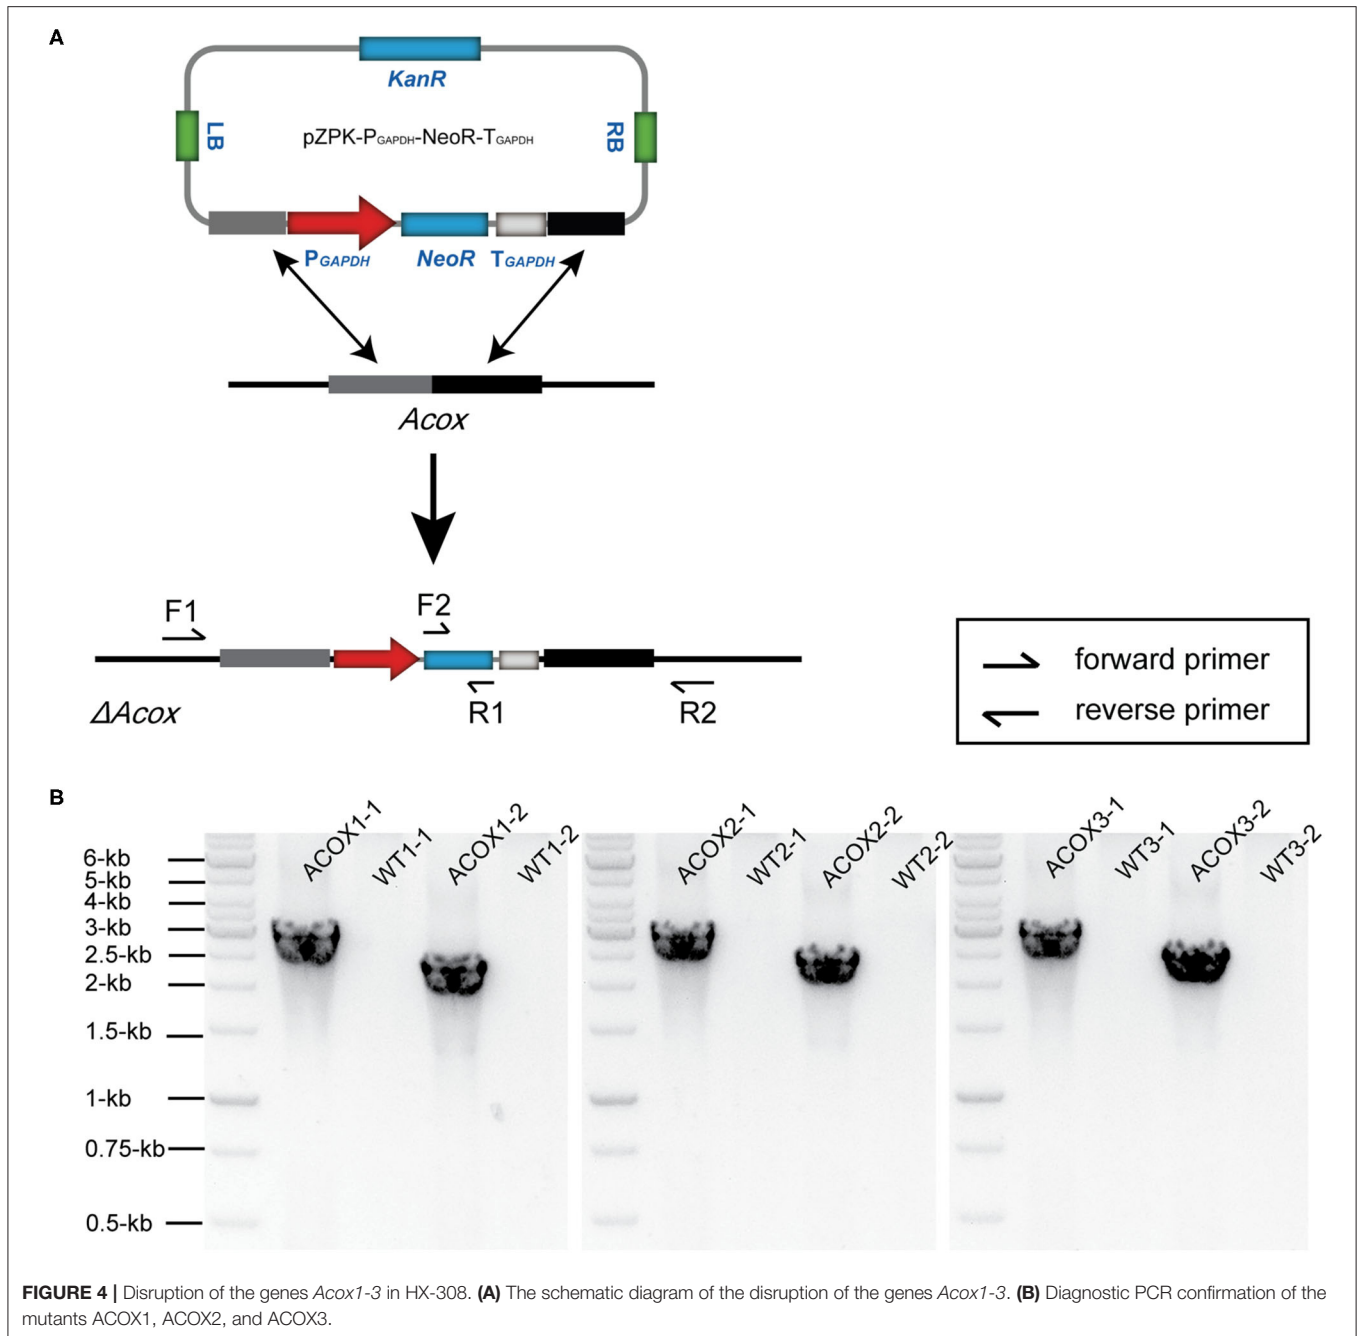 A
KanR
LB
pZPK-PGAPDH-NeoR-TGAPDH
RB
PGAPDH NeoR TGAPDH
Acox
F1
F2
ΔAcox
R1
R2
forward primer
reverse primer
B
ACOX1-1
WT1-1
ACOX1-2
WT1-2
ACOX2-1
WT2-1
ACOX2-2
WT2-2
ACOX3-1
WT3-1
ACOX3-2
WT3-2
6-kb
5-kb
4-kb
3-kb
2.5-kb
2-kb
1.5-kb
1-kb
0.75-kb
0.5-kb
FIGURE 4 | Disruption of the genes Acox1-3 in HX-308. (A) The schematic diagram of the disruption of the genes Acox1-3. (B) Diagnostic PCR confirmation of the
mutants ACOX1, ACOX2, and ACOX3.